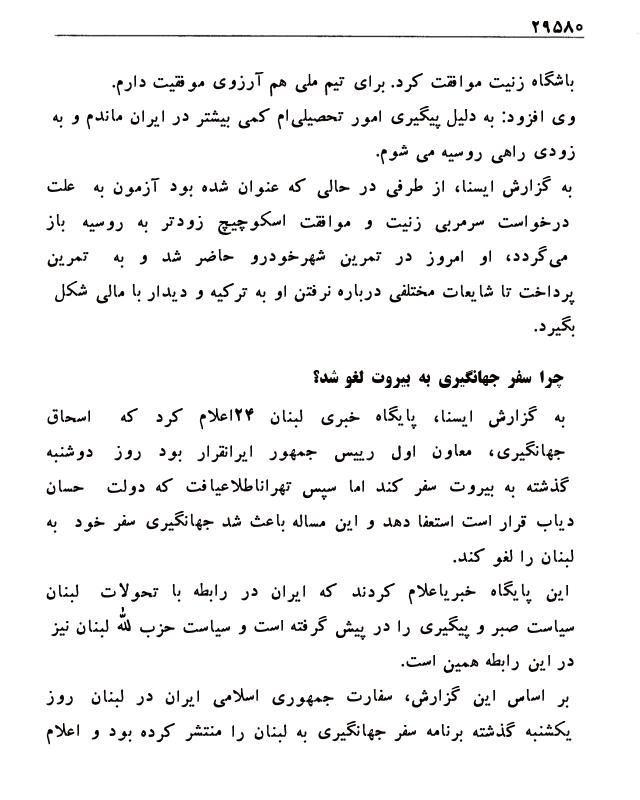 ۲۹۵۸۰
باشگاه زنیت موافقت کرد. برای تیم ملی هم آرزوی موفقیت دارم.
وی افزود: به دلیل پیگیری امور تحصیلی‌ام کمی بیشتر در ایران ماندم و به
زودی راهی روسیه می شوم.
به گزارش ایسنا، از طرفی در حالی که عنوان شده بود آزمون به علت
درخواست سرمربی زنیت و موافقت اسکوچیچ زودتر به روسیه باز
می‌گردد، او امروز در تمرین شهرخودرو حاضر شد و به تمرین
پرداخت تا شایعات مختلفی درباره نرفتن او به ترکیه و دیدار با مالی شکل
بگیرد.
چرا سفر جهانگیری به بیروت لغو شد؟
به گزارش ایسنا، پایگاه خبری لبنان ۲۴اعلام کرد که اسحاق
جهانگیری، معاون اول رییس جمهور ایرانقرار بود روز دوشنبه
گذشته به بیروت سفر کند اما سپس تهراناطلاعیافت که دولت حسان
دیاب قرار است استعفا دهد و این مساله باعث شد جهانگیری سفر خود به
لبنان را لغو کند.
این پایگاه خبریاعلام کردند که ایران در رابطه با تحولات لبنان
سیاست صبر و پیگیری را در پیش گرفته است و سیاست حزب الله لبنان نیز
در این رابطه همین است.
بر اساس این گزارش، سفارت جمهوری اسلامی ایران در لبنان روز
یکشنبه گذشته برنامه سفر جهانگیری به لبنان را منتشر کرده بود و اعلام